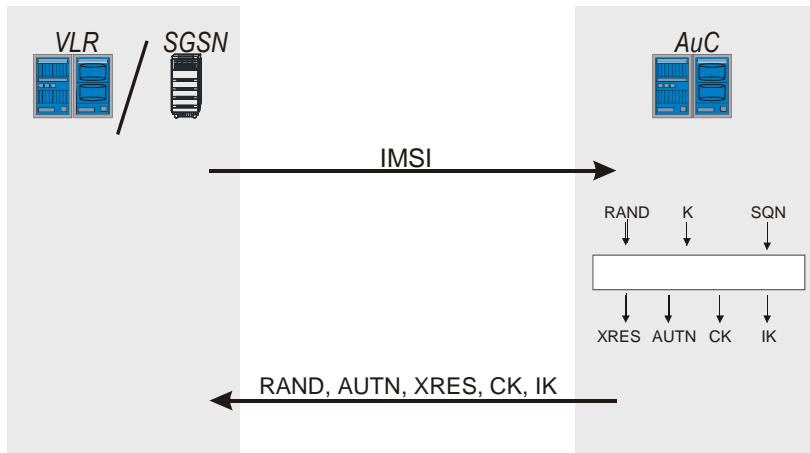 VLR / SGSN
AuC
IMSI
RAND K SQN
XRES AUTN CK IK
RAND, AUTN, XRES, CK, IK